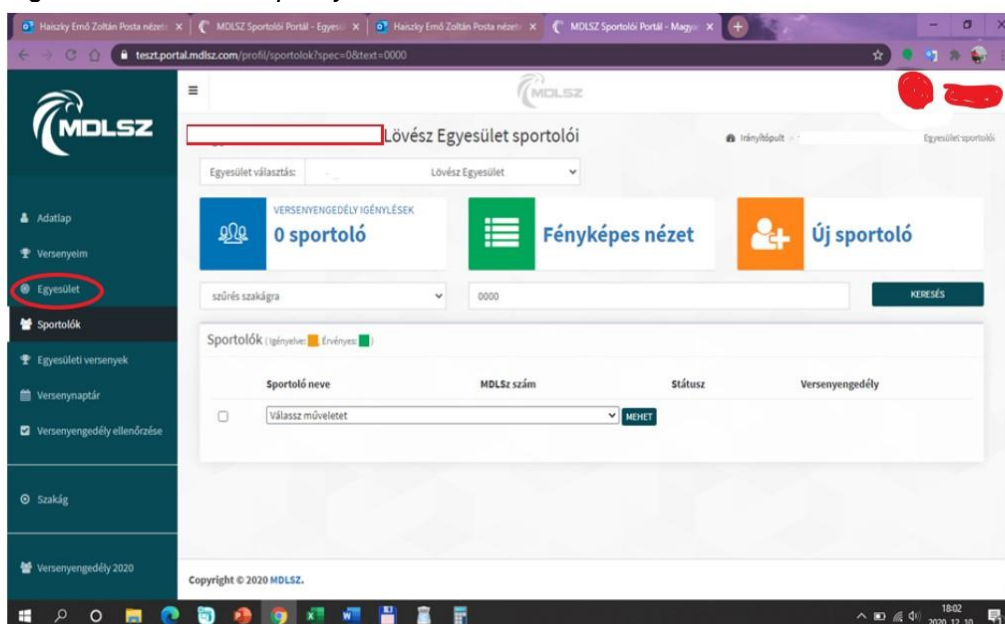 Haiszky Ernő Zoltán Posta nézet
MDLSZ Sportolói Portál - Egyesü
Haiszky Ernő Zoltán Posta nézet
MDLSZ Sportolói Portál - Magya
teszt.portal.mdlsz.com/profil/sportolok?spec=0&text=0000
MDLSZ
MDLSZ
Lövész Egyesület sportolói
Irányítópult
Egyesület sportolói
Egyesület választás:
Lövész Egyesület
VERSENYENGEDÉLY IGÉNYLÉSEK
0 sportoló
Fényképes nézet
Új sportoló
Adatlap
Versenyeim
Egyesület
Sportolók
Egyesületi versenyek
Versenynaptár
Versenyengedély ellenőrzése
Szakág
Versenyengedély 2020
szűrés szakágra
0000
KERESÉS
Sportolók ( Igényelve: , Érvényes: )
Sportoló neve MDLSz szám Státusz Versenyengedély
Válassz műveletet
MEHET
Copyright © 2020 MDLSZ.
18:02
2020. 12. 10.